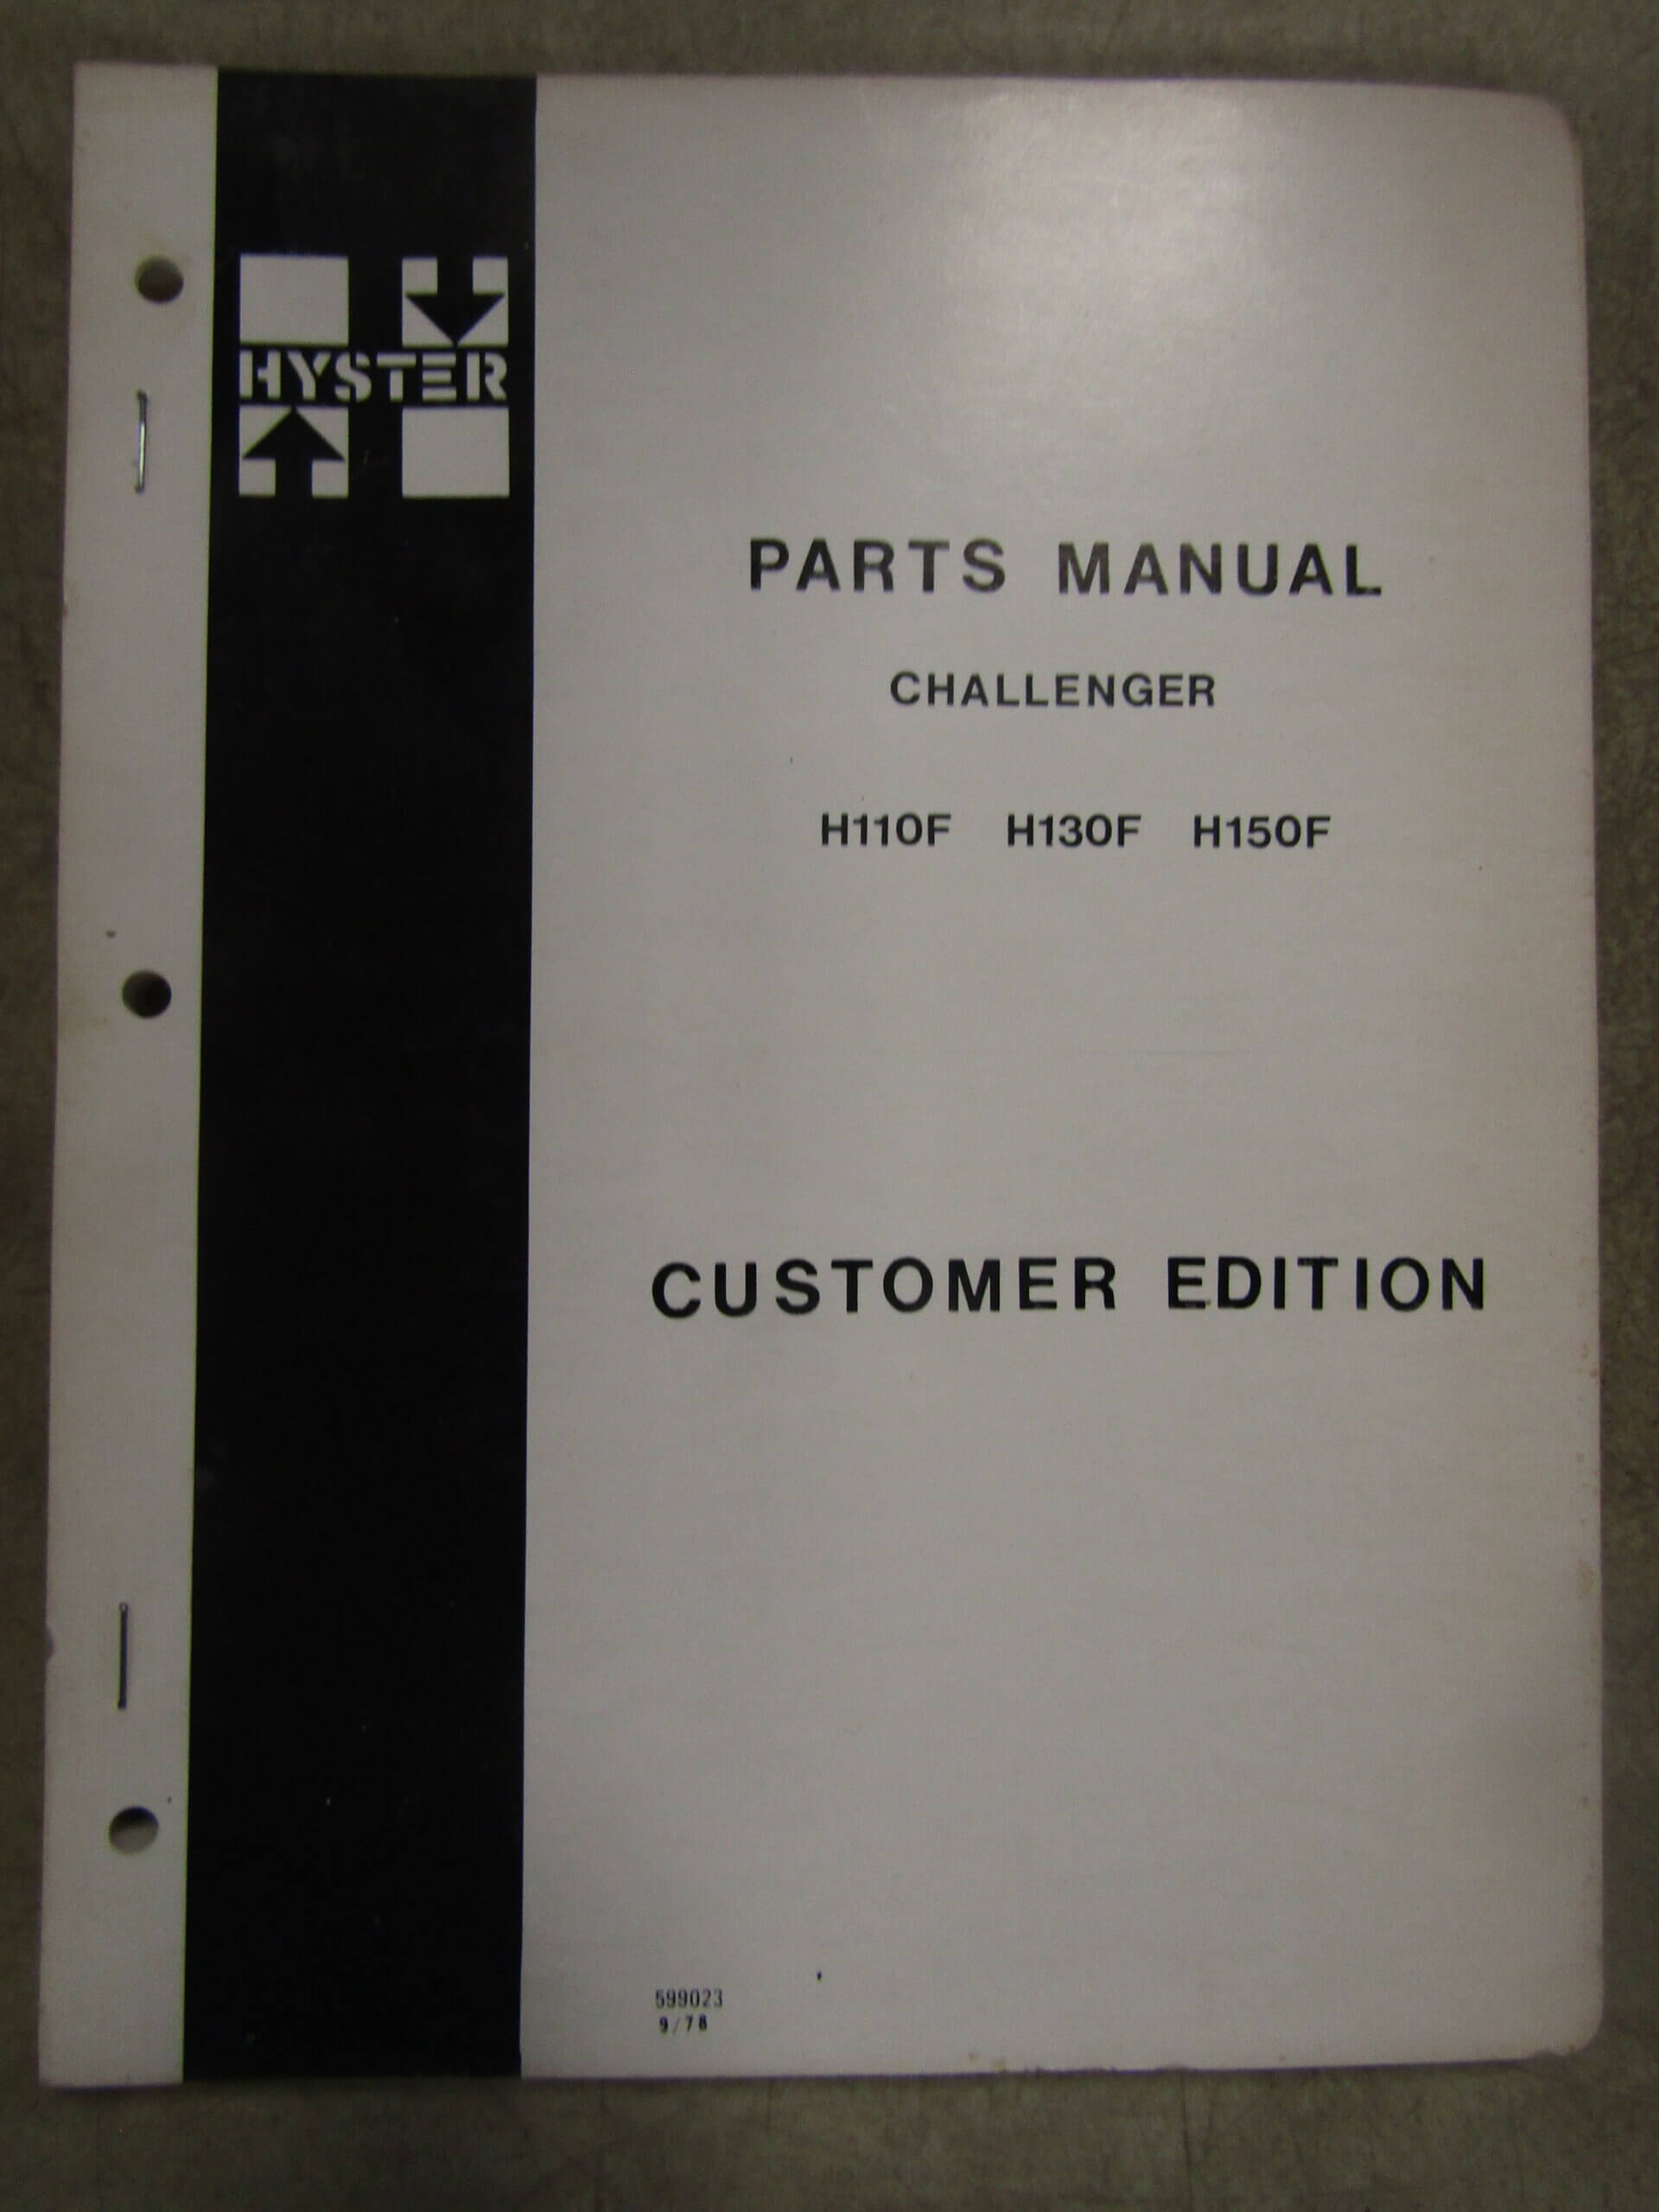 HYSTER
PARTS MANUAL
CHALLENGER
H110F H130F H150F
CUSTOMER EDITION
599023
9/78